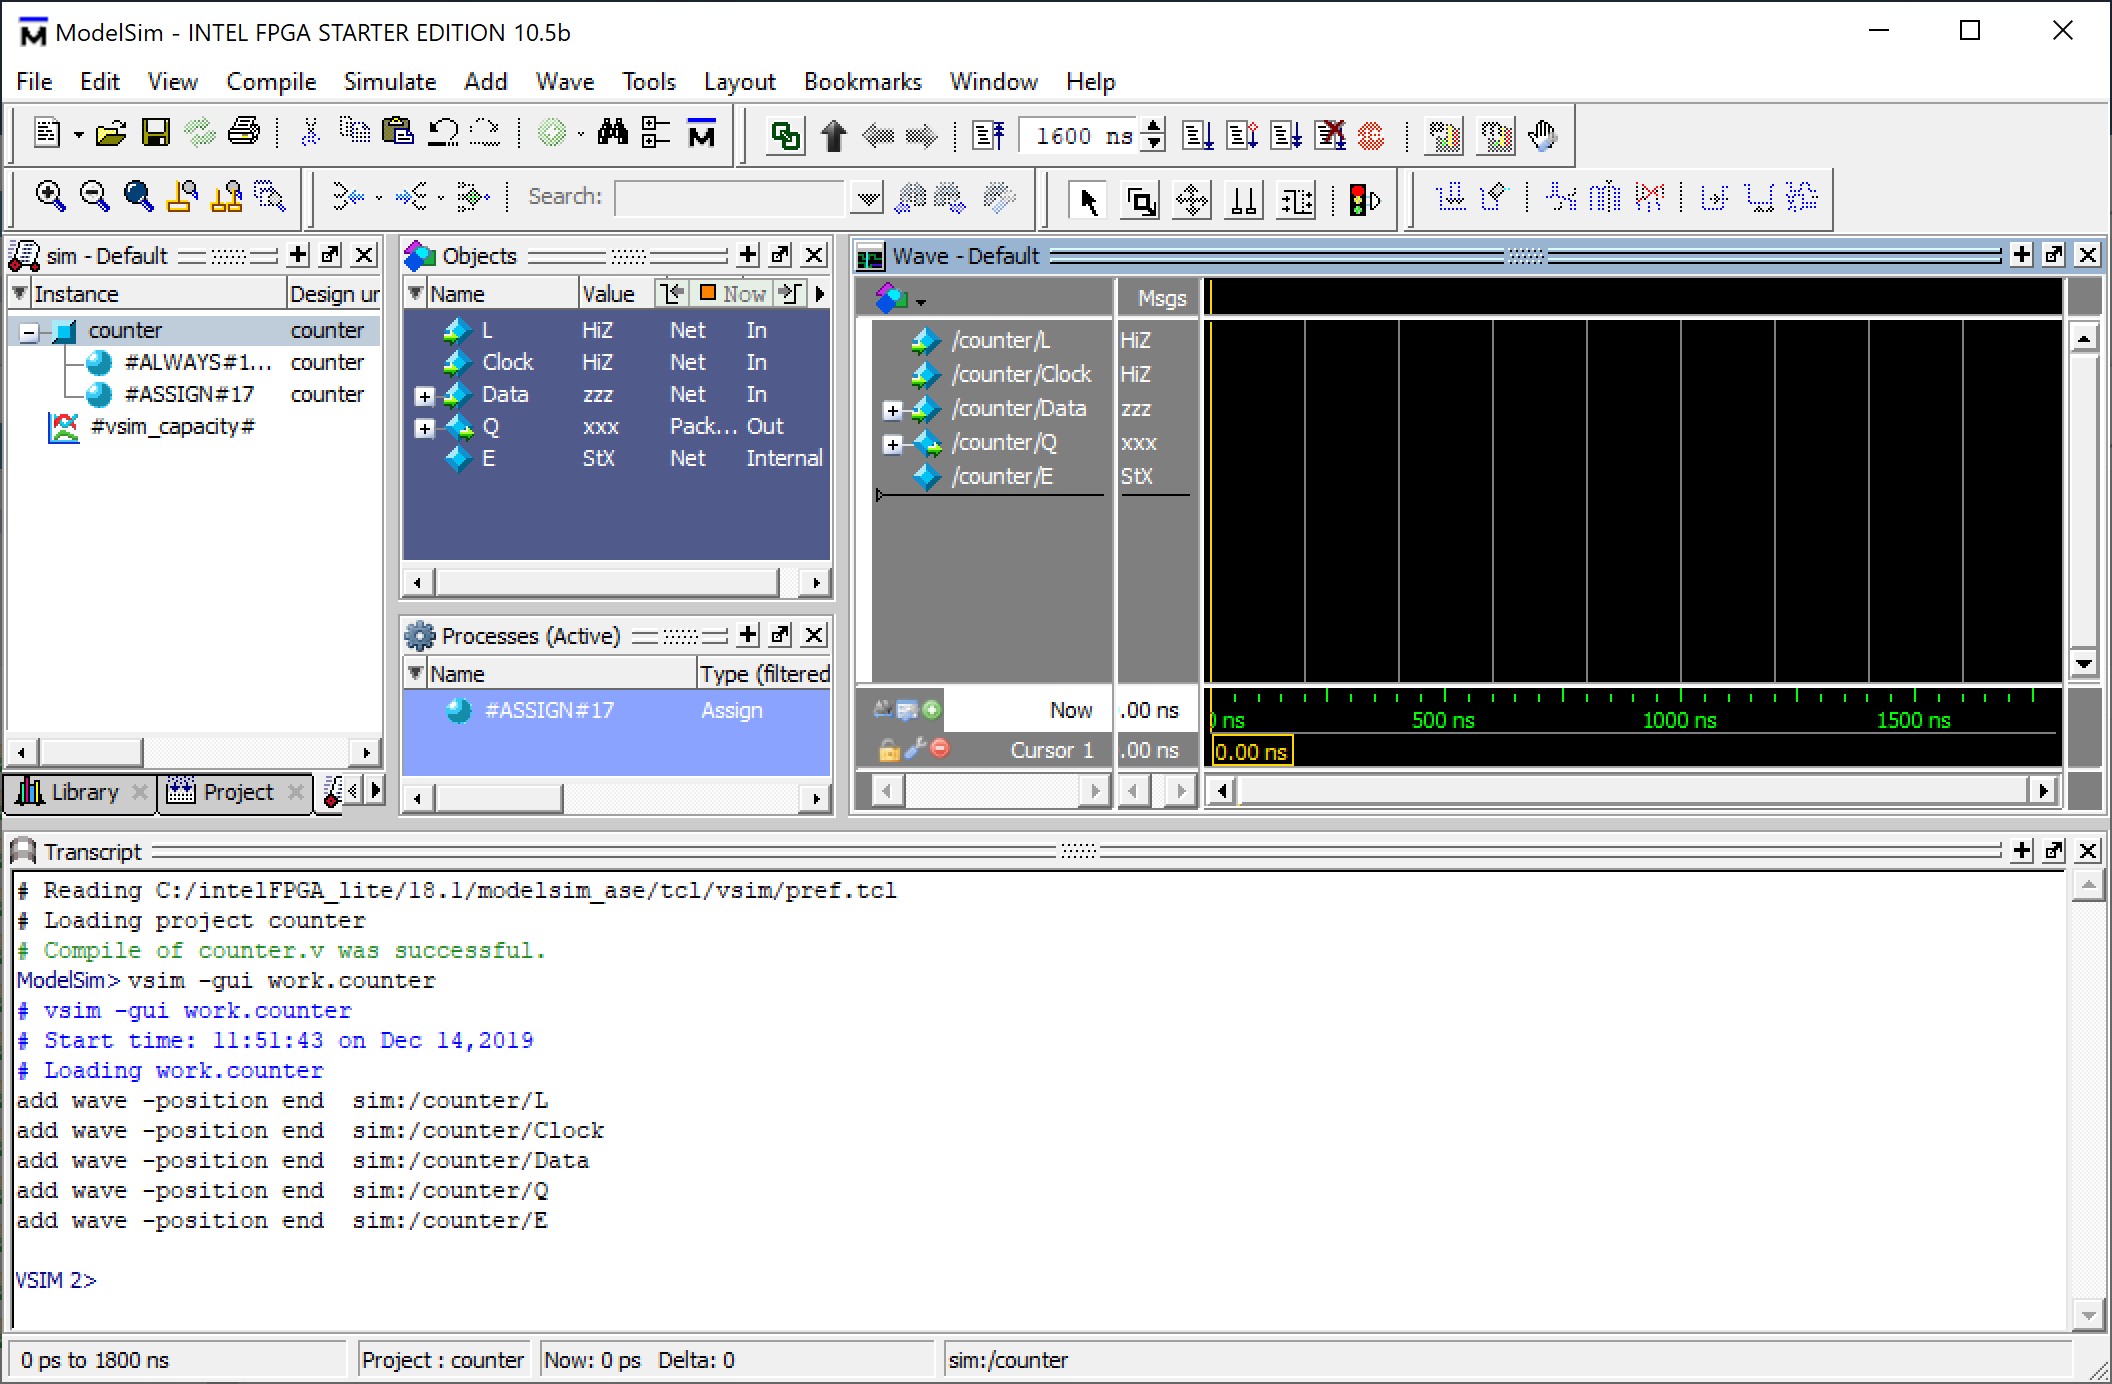 ModelSim - INTEL FPGA STARTER EDITION 10.5b
File Edit View Compile Simulate Add Wave Tools Layout Bookmarks Window Help
1600 ns
Search:
sim - Default
Instance Design ur
counter counter
#ALWAYS#1... counter
#ASSIGN#17 counter
#vsim_capacity#
Library Project
Objects
Name Value Now
L HiZ Net In
Clock HiZ Net In
Data zzz Net In
Q xxx Pack... Out
E StX Net Internal
Processes (Active)
Name Type (filtered
#ASSIGN#17 Assign
Wave - Default
Msgs
/counter/L HiZ
/counter/Clock HiZ
/counter/Data zzz
/counter/Q xxx
/counter/E StX
Now .00 ns
Cursor 1 .00 ns
0 ns 500 ns 1000 ns 1500 ns
0.00 ns
Transcript
# Reading C:/intelFPGA_lite/18.1/modelsim_ase/tcl/vsim/pref.tcl
# Loading project counter
# Compile of counter.v was successful.
ModelSim> vsim -gui work.counter
# vsim -gui work.counter
# Start time: 11:51:43 on Dec 14,2019
# Loading work.counter
add wave -position end  sim:/counter/L
add wave -position end  sim:/counter/Clock
add wave -position end  sim:/counter/Data
add wave -position end  sim:/counter/Q
add wave -position end  sim:/counter/E
VSIM 2>
0 ps to 1800 ns Project : counter Now: 0 ps Delta: 0 sim:/counter